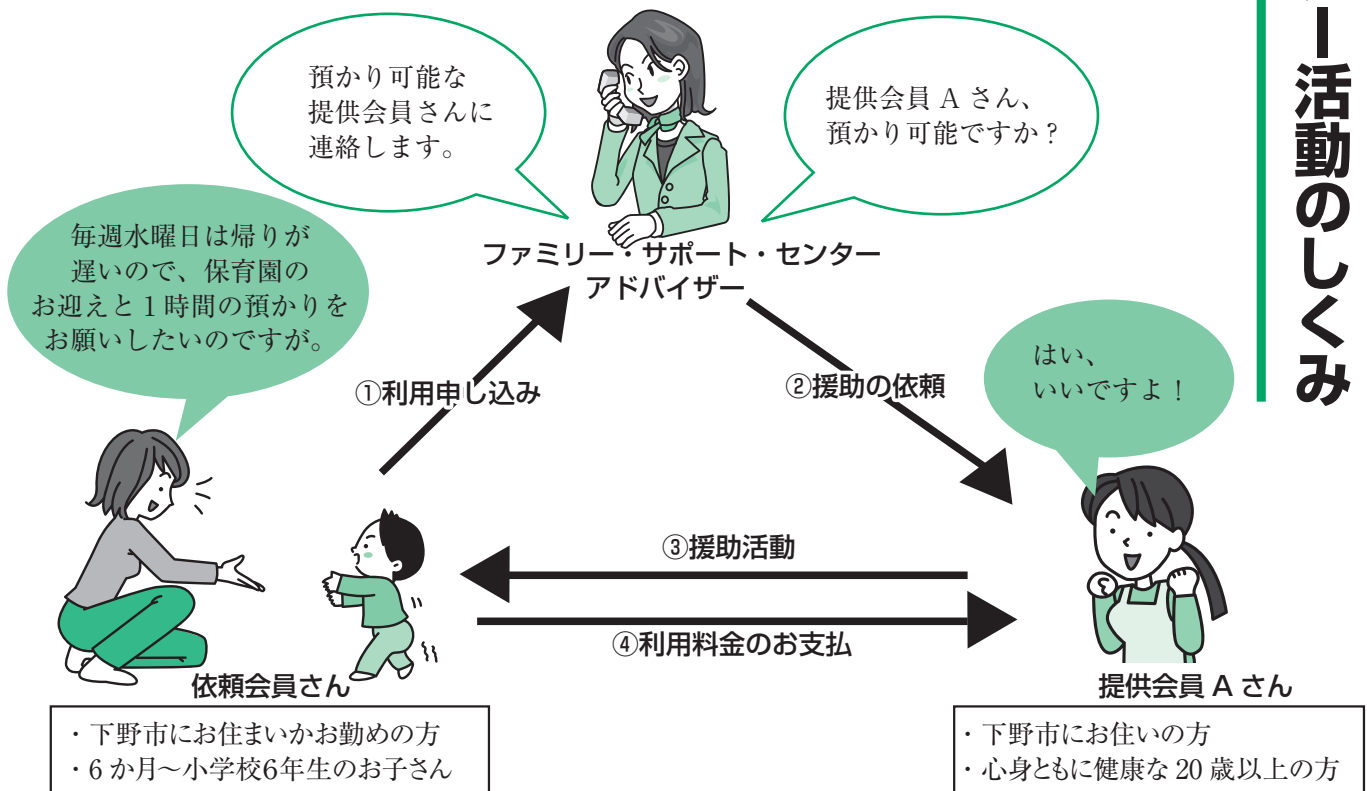 ー活動のしくみ
預かり可能な
提供会員さんに
連絡します。
提供会員 A さん、
預かり可能ですか？
ファミリー・サポート・センター
アドバイザー
毎週水曜日は帰りが
遅いので、保育園の
お迎えと１時間の預かりを
お願いしたいのですが。
①利用申し込み
②援助の依頼
はい、
いいですよ！
③援助活動
④利用料金のお支払
依頼会員さん
・下野市にお住まいかお勤めの方
・6 か月～小学校6年生のお子さん
提供会員 A さん
・下野市にお住いの方
・心身ともに健康な 20 歳以上の方